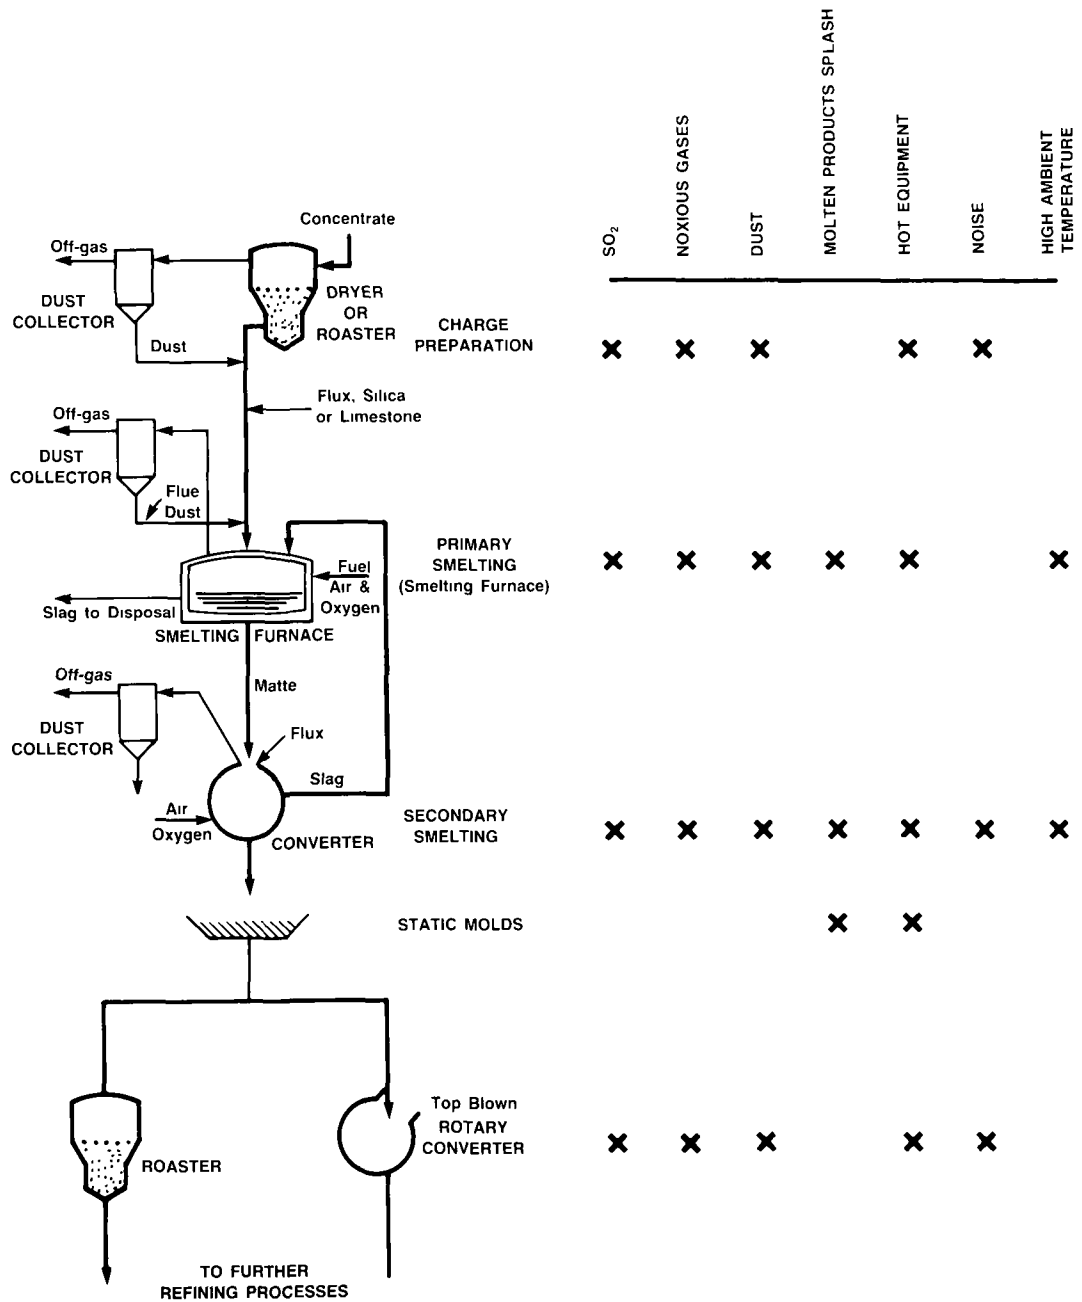 SO2
NOXIOUS GASES
DUST
MOLTEN PRODUCTS SPLASH
HOT EQUIPMENT
NOISE
HIGH AMBIENT
TEMPERATURE
Concentrate
Off-gas
DUST
COLLECTOR
DRYER
OR
ROASTER
Dust
CHARGE
PREPARATION
Flux, Silica
or Limestone
Off-gas
DUST
COLLECTOR
Flue
Dust
PRIMARY
SMELTING
(Smelting Furnace)
Fuel
Air &
Oxygen
Slag to Disposal
SMELTING FURNACE
Matte
Off-gas
DUST
COLLECTOR
Flux
Slag
Air
Oxygen
CONVERTER
SECONDARY
SMELTING
STATIC MOLDS
Top Blown
ROTARY
CONVERTER
ROASTER
TO FURTHER
REFINING PROCESSES